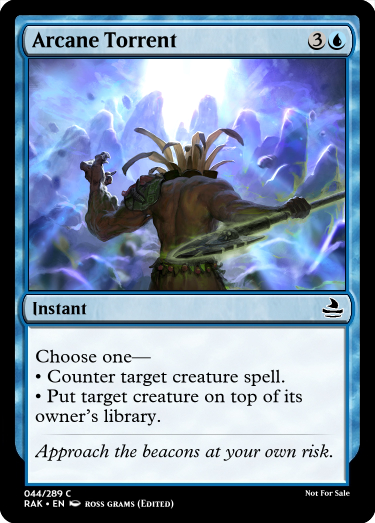 Arcane Torrent 3
Instant
Choose one—
• Counter target creature spell.
• Put target creature on top of its
owner's library.
Approach the beacons at your own risk.
044/289 C
Not For Sale
RAK • EN ROSS GRAMS (Edited)